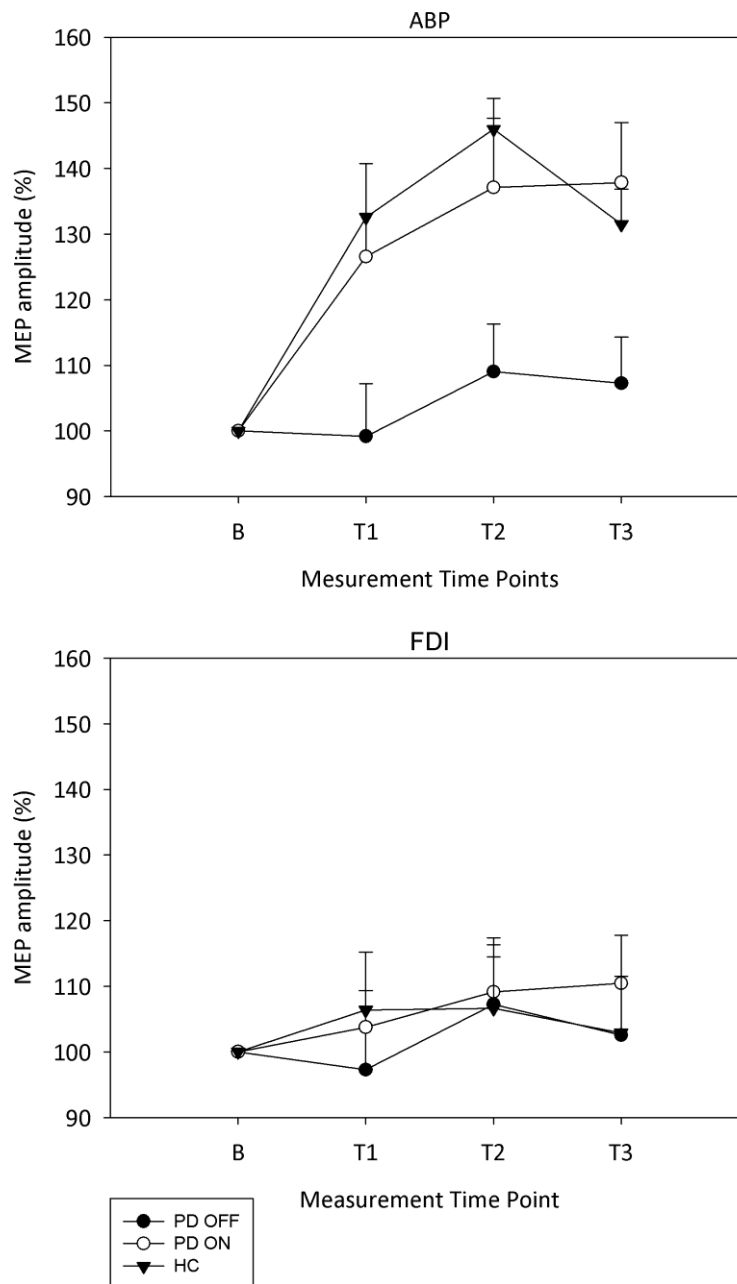 ABP
160
150
140
130
120
110
100
90
MEP amplitude (%)
B T1 T2 T3
Mesurement Time Points
FDI
160
150
140
130
120
110
100
90
MEP amplitude (%)
B T1 T2 T3
Measurement Time Point
PD OFF
PD ON
HC